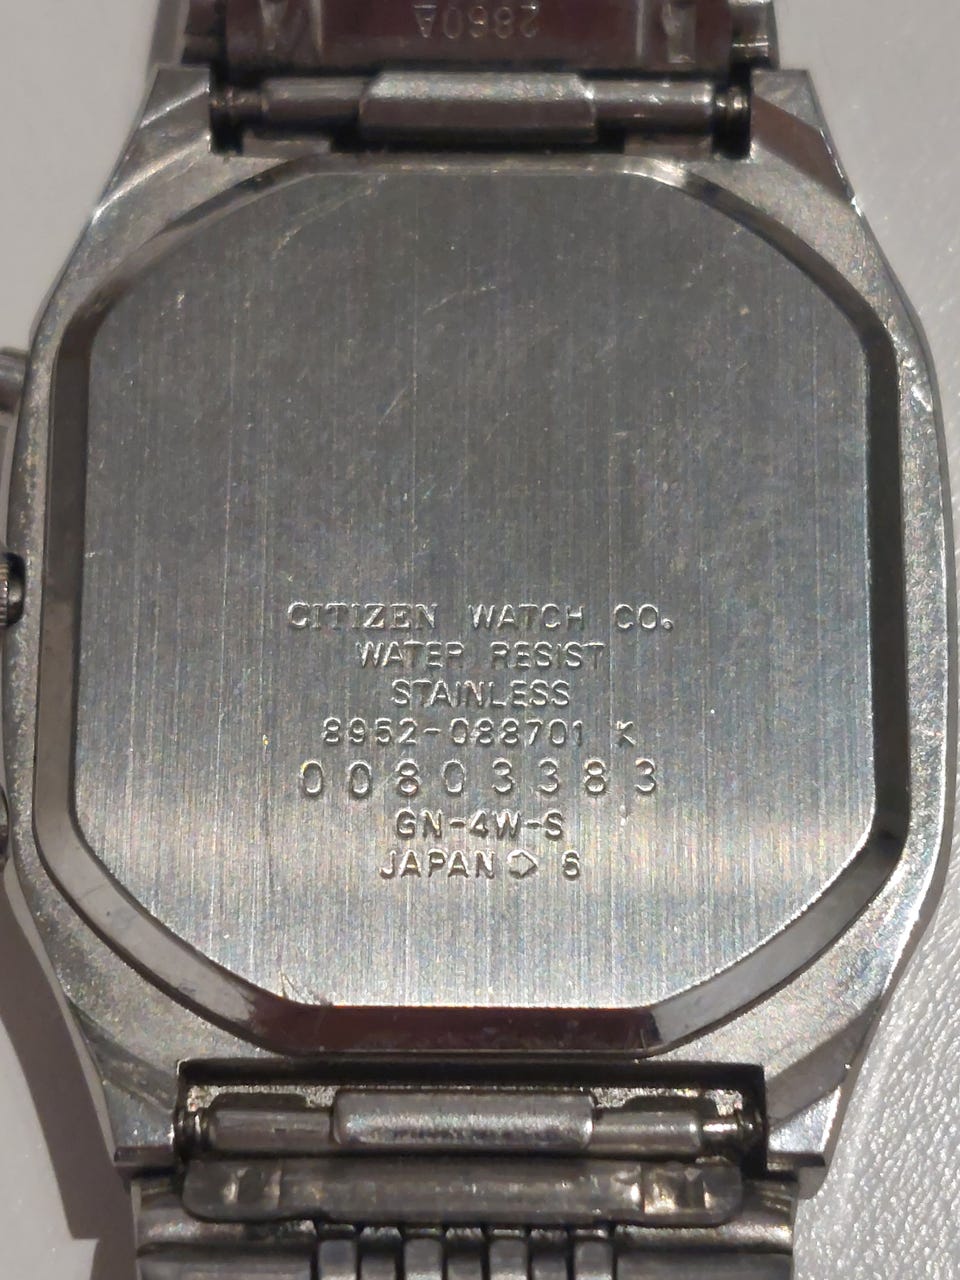 2860A
CITIZEN WATCH CO.
WATER RESIST
STAINLESS
8952-088701 K
00803383
GN-4W-S
JAPAN 6